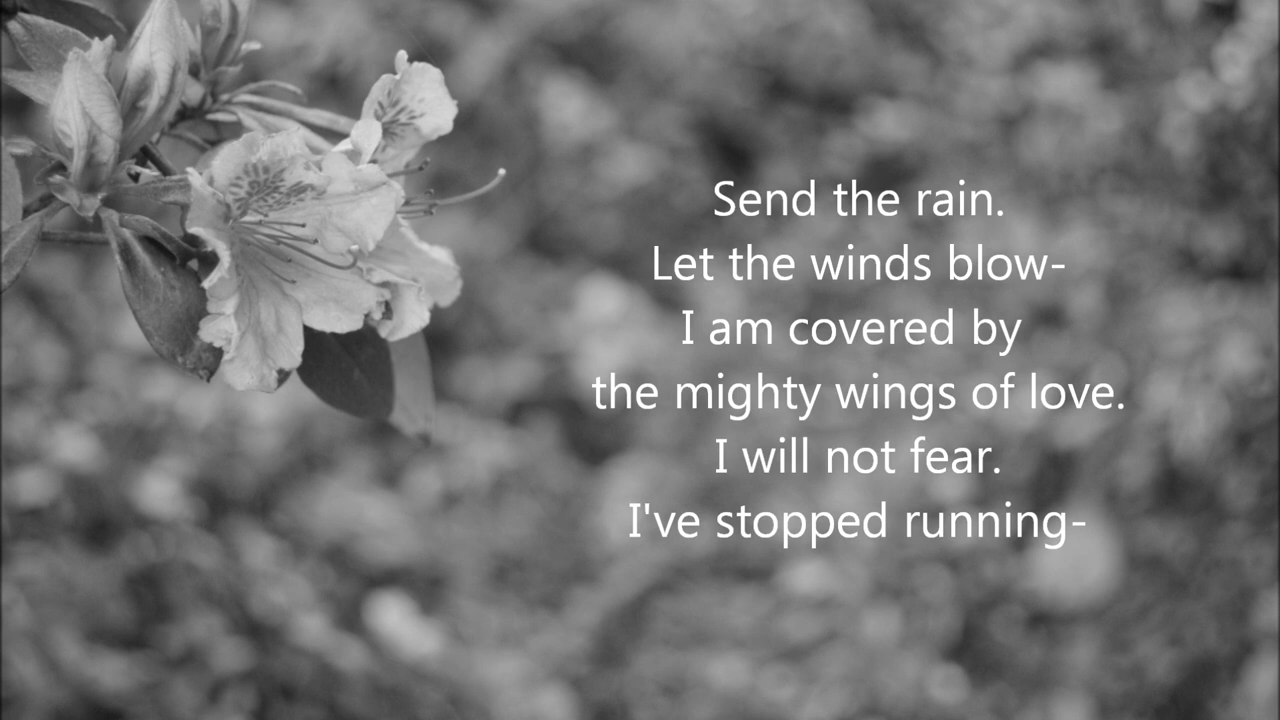 Send the rain.
Let the winds blow-
I am covered by
the mighty wings of love.
I will not fear.
I've stopped running-